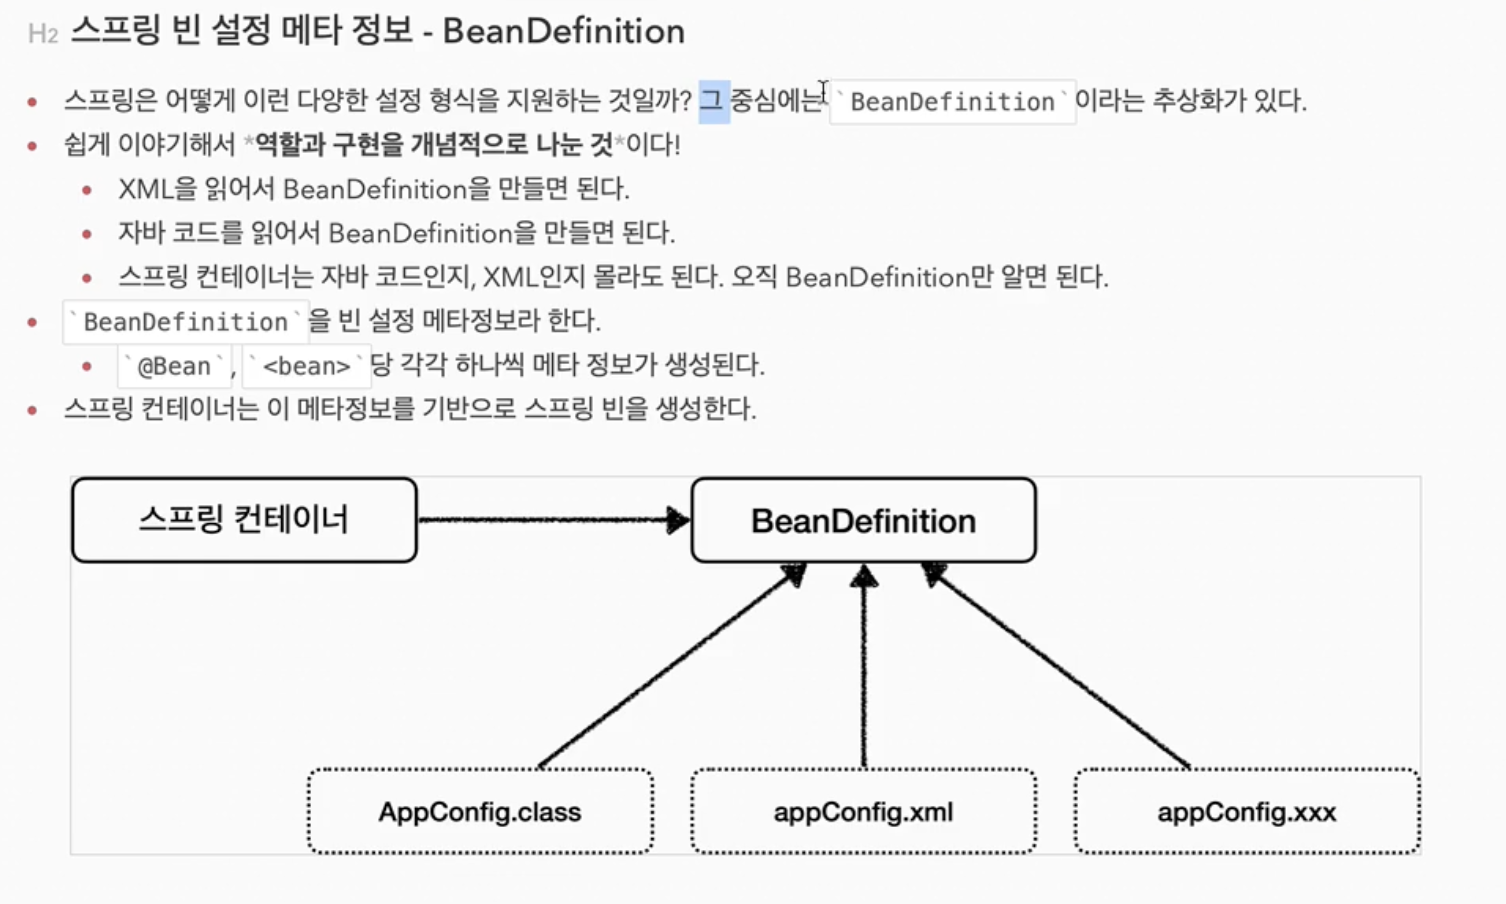 H2 스프링 빈 설정 메타 정보 - BeanDefinition
스프링은 어떻게 이런 다양한 설정 형식을 지원하는 것일까? 그 중심에는 `BeanDefinition`이라는 추상화가 있다.
쉽게 이야기해서 *역할과 구현을 개념적으로 나눈 것*이다!
XML을 읽어서 BeanDefinition을 만들면 된다.
자바 코드를 읽어서 BeanDefinition을 만들면 된다.
스프링 컨테이너는 자바 코드인지, XML인지 몰라도 된다. 오직 BeanDefinition만 알면 된다.
`BeanDefinition`을 빈 설정 메타정보라 한다.
`@Bean`, `<bean>`당 각각 하나씩 메타 정보가 생성된다.
스프링 컨테이너는 이 메타정보를 기반으로 스프링 빈을 생성한다.
스프링 컨테이너
BeanDefinition
AppConfig.class
appConfig.xml
appConfig.xxx